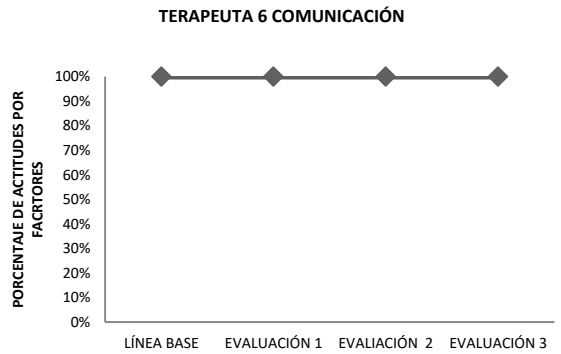 TERAPEUTA 6 COMUNICACIÓN
PORCENTAJE DE ACTITUDES POR
FACRTORES
100%
90%
80%
70%
60%
50%
40%
30%
20%
10%
0%
LÍNEA BASE EVALUACIÓN 1 EVALIACIÓN 2 EVALUACIÓN 3